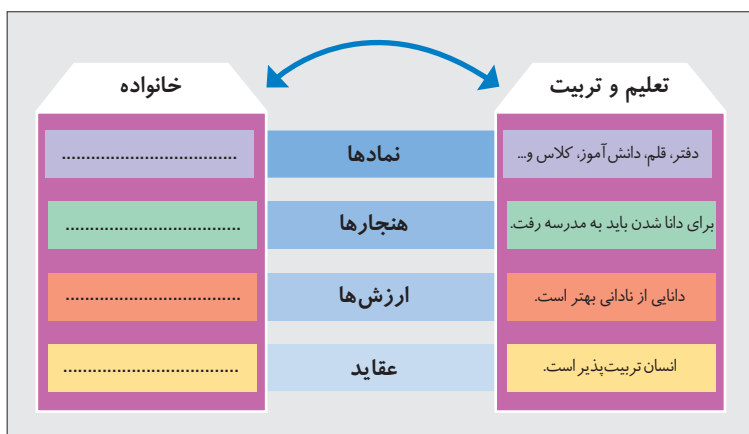 تعلیم و تربیت
خانواده
دفتر، قلم، دانش‌آموز، کلاس و...
نمادها
....................................
برای دانا شدن باید به مدرسه رفت.
هنجارها
....................................
دانایی از نادانی بهتر است.
ارزش‌ها
....................................
انسان تربیت‌پذیر است.
عقاید
....................................